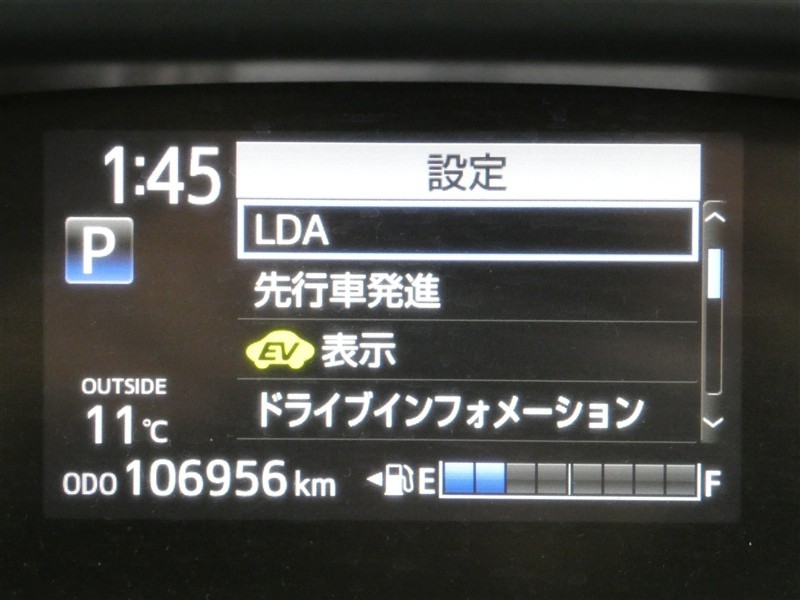 1:45
設定
P
LDA
先行車発進
EV 表示
ドライブインフォメーション
OUTSIDE
11℃
ODO 106956 km
E F